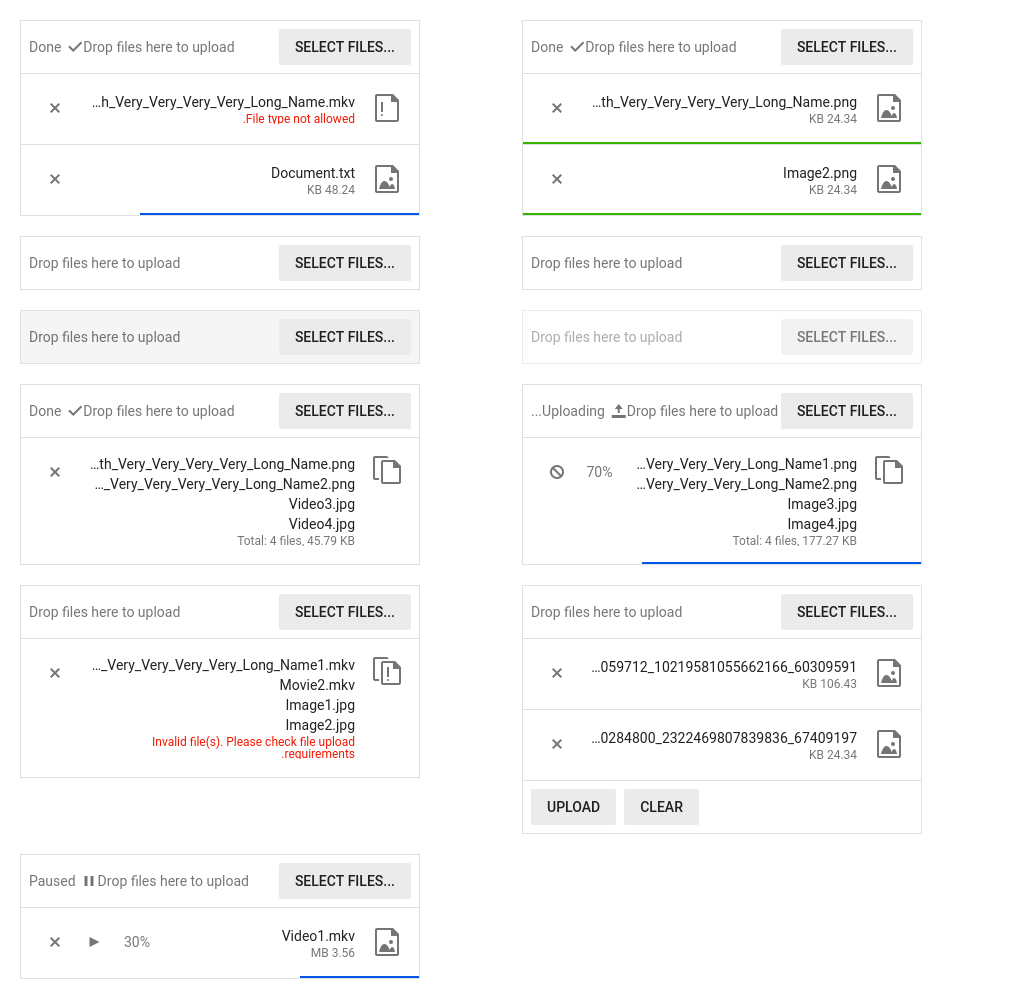 Done Drop files here to upload SELECT FILES...
...h_Very_Very_Very_Very_Long_Name.mkv
.File type not allowed
Document.txt
KB 48.24
Drop files here to upload SELECT FILES...
Drop files here to upload SELECT FILES...
Done Drop files here to upload SELECT FILES...
...th_Very_Very_Very_Very_Long_Name.png
..._Very_Very_Very_Very_Long_Name2.png
Video3.jpg
Video4.jpg
Total: 4 files, 45.79 KB
Drop files here to upload SELECT FILES...
..._Very_Very_Very_Very_Long_Name1.mkv
Movie2.mkv
Image1.jpg
Image2.jpg
Invalid file(s). Please check file upload
.requirements
Paused Drop files here to upload SELECT FILES...
30% Video1.mkv
MB 3.56
Done Drop files here to upload SELECT FILES...
...th_Very_Very_Very_Very_Long_Name.png
KB 24.34
Image2.png
KB 24.34
Drop files here to upload SELECT FILES...
Drop files here to upload SELECT FILES...
...Uploading Drop files here to upload SELECT FILES...
70% ...Very_Very_Very_Long_Name1.png
...Very_Very_Very_Long_Name2.png
Image3.jpg
Image4.jpg
Total: 4 files, 177.27 KB
Drop files here to upload SELECT FILES...
...059712_10219581055662166_60309591
KB 106.43
...0284800_2322469807839836_67409197
KB 24.34
UPLOAD CLEAR